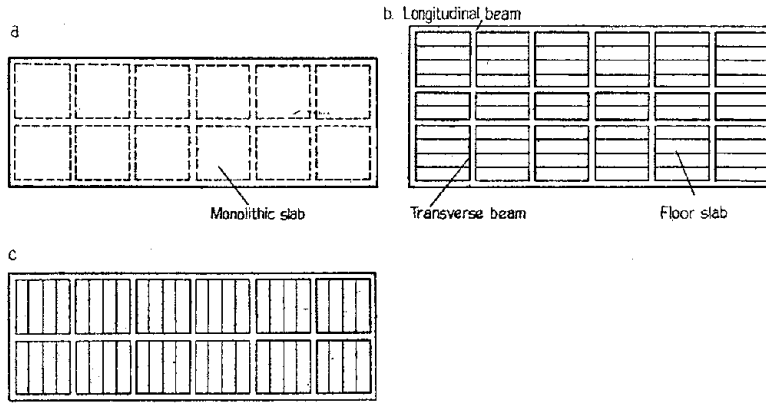 a
b. Longitudinal beam
Monolithic slab
Transverse beam
Floor slab
c